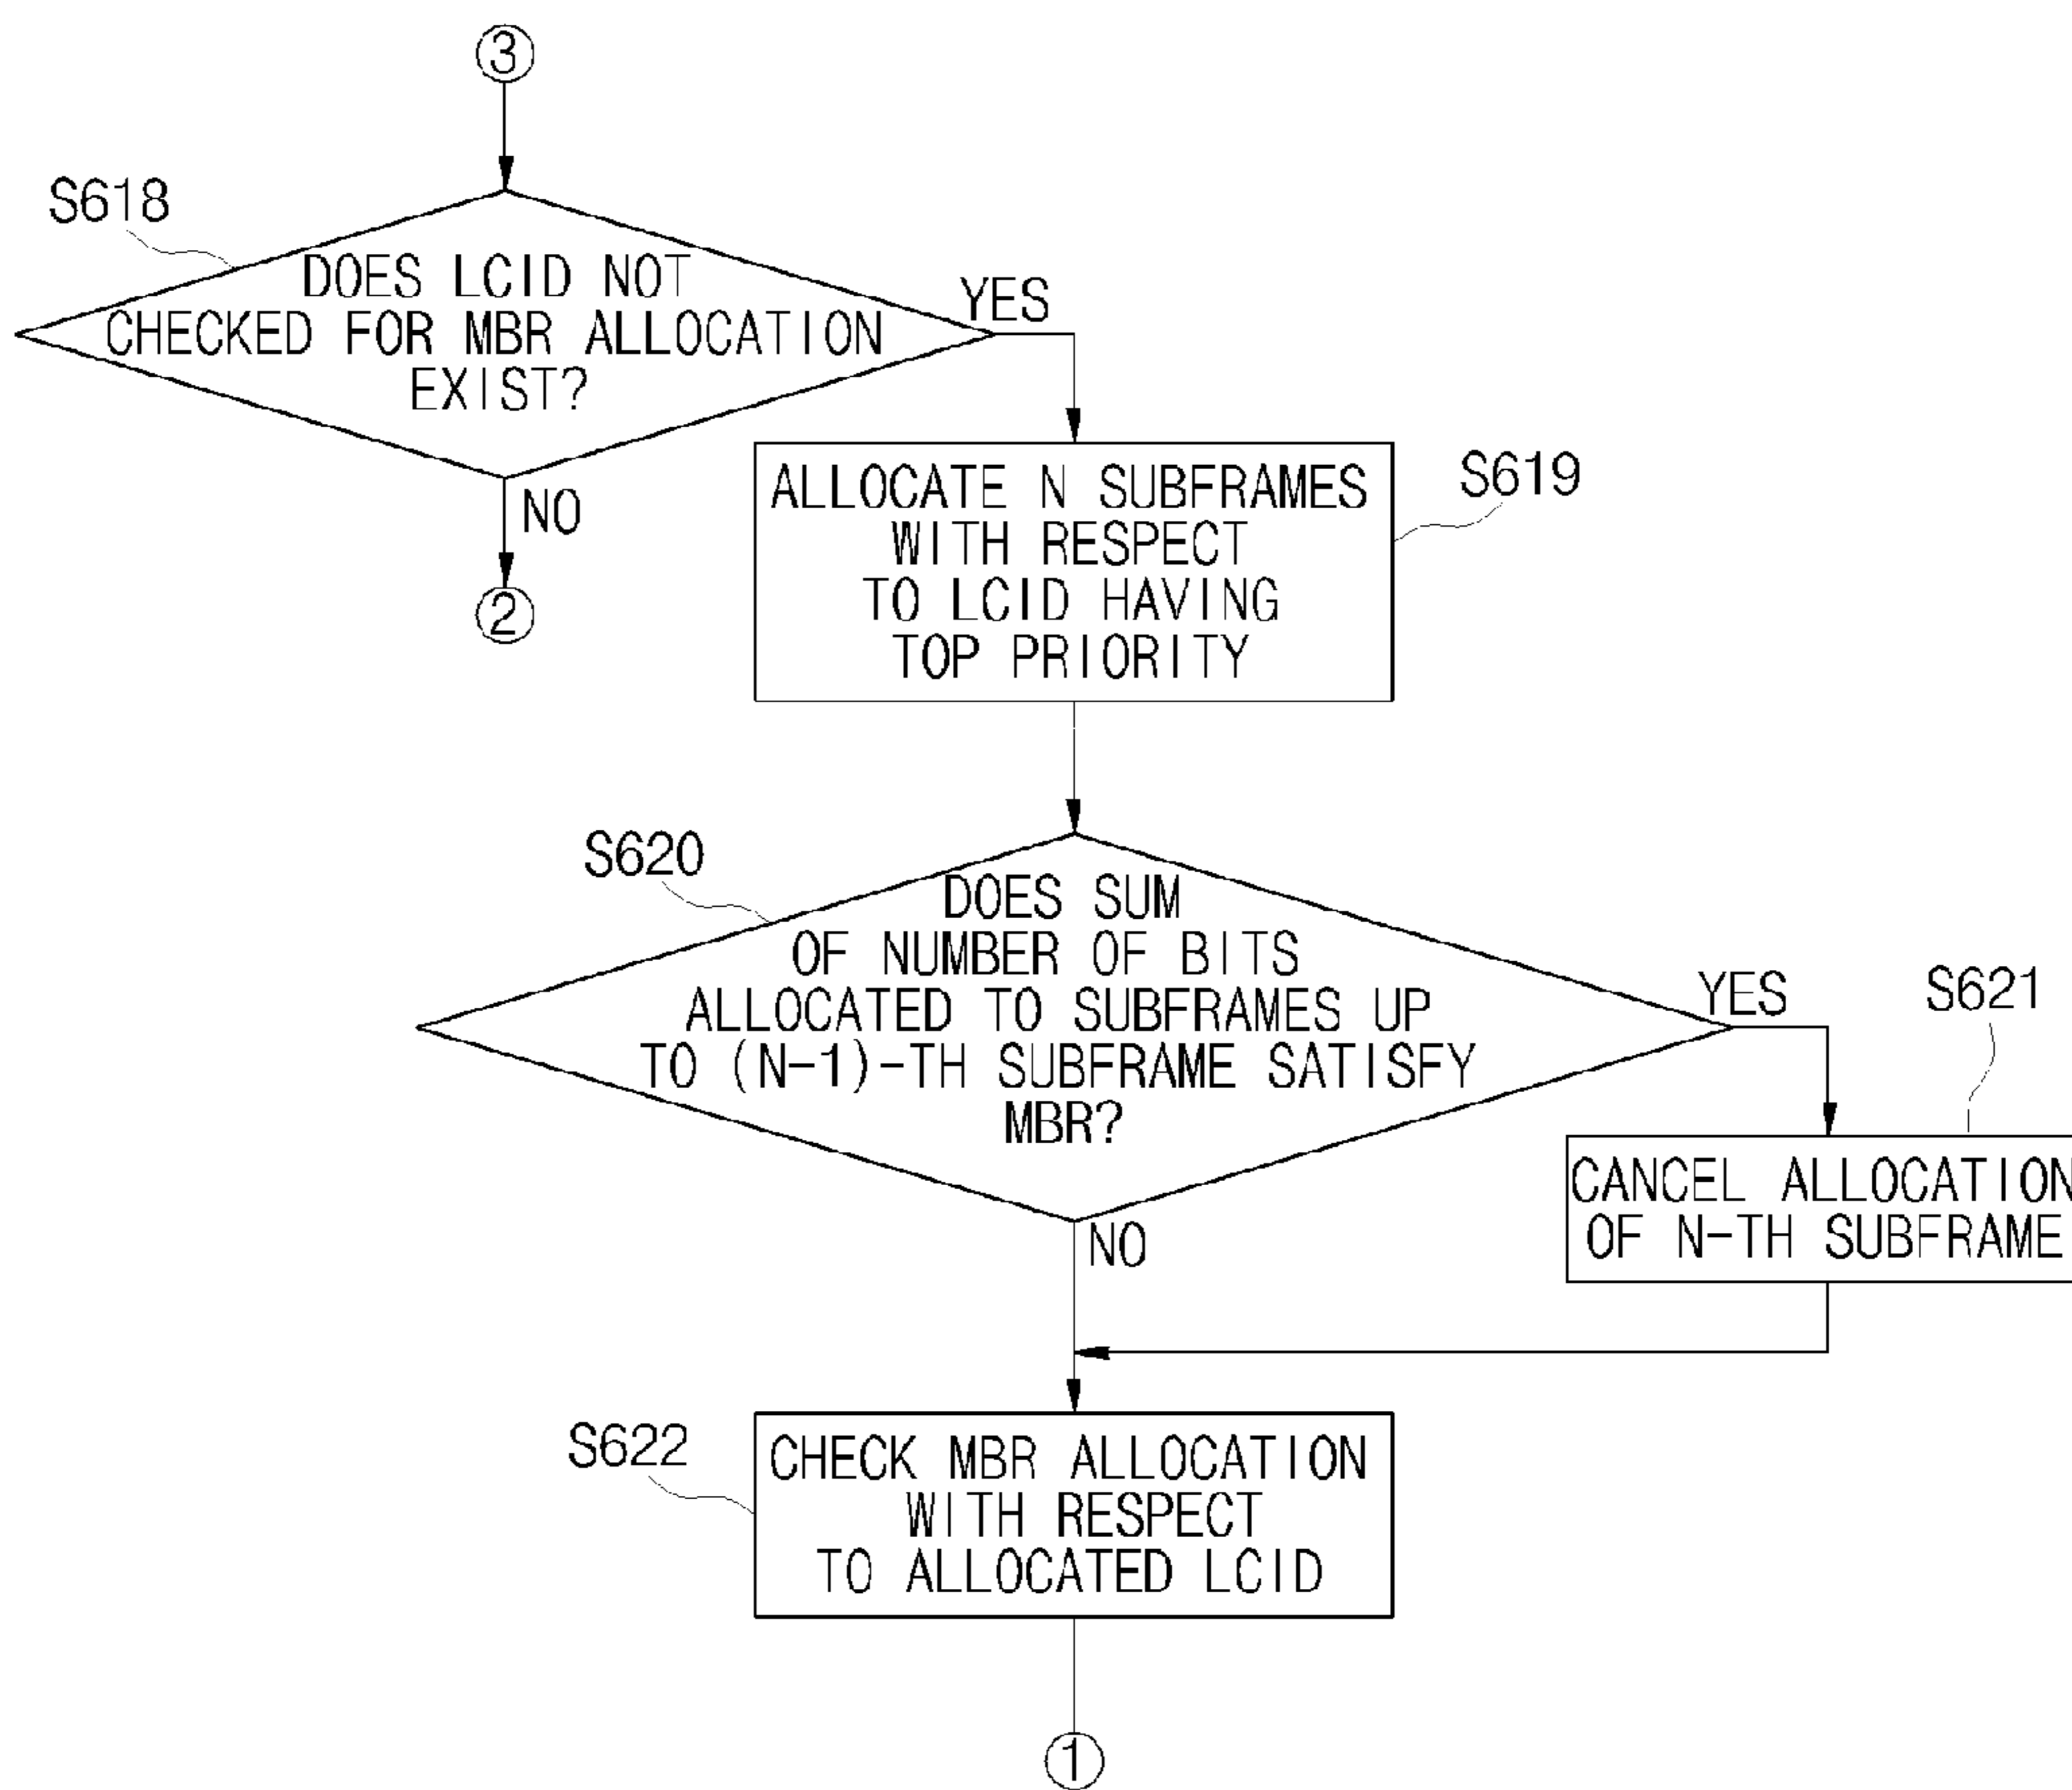 3
S618
DOES LCID NOT
CHECKED FOR MBR ALLOCATION
EXIST?
YES
NO
2
ALLOCATE N SUBFRAMES
WITH RESPECT
TO LCID HAVING
TOP PRIORITY
S619
S620
DOES SUM
OF NUMBER OF BITS
ALLOCATED TO SUBFRAMES UP
TO (N-1)-TH SUBFRAME SATISFY
MBR?
YES
S621
CANCEL ALLOCATION
OF N-TH SUBFRAME
NO
S622
CHECK MBR ALLOCATION
WITH RESPECT
TO ALLOCATED LCID
1